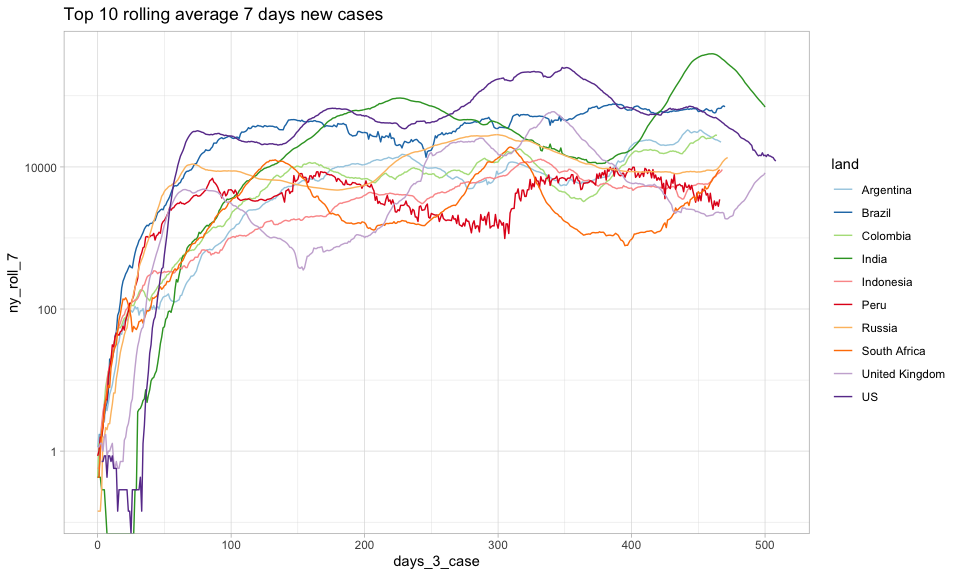 Top 10 rolling average 7 days new cases
ny_roll_7
10000
100
1
0
100
200
300
400
500
days_3_case
land
Argentina
Brazil
Colombia
India
Indonesia
Peru
Russia
South Africa
United Kingdom
US